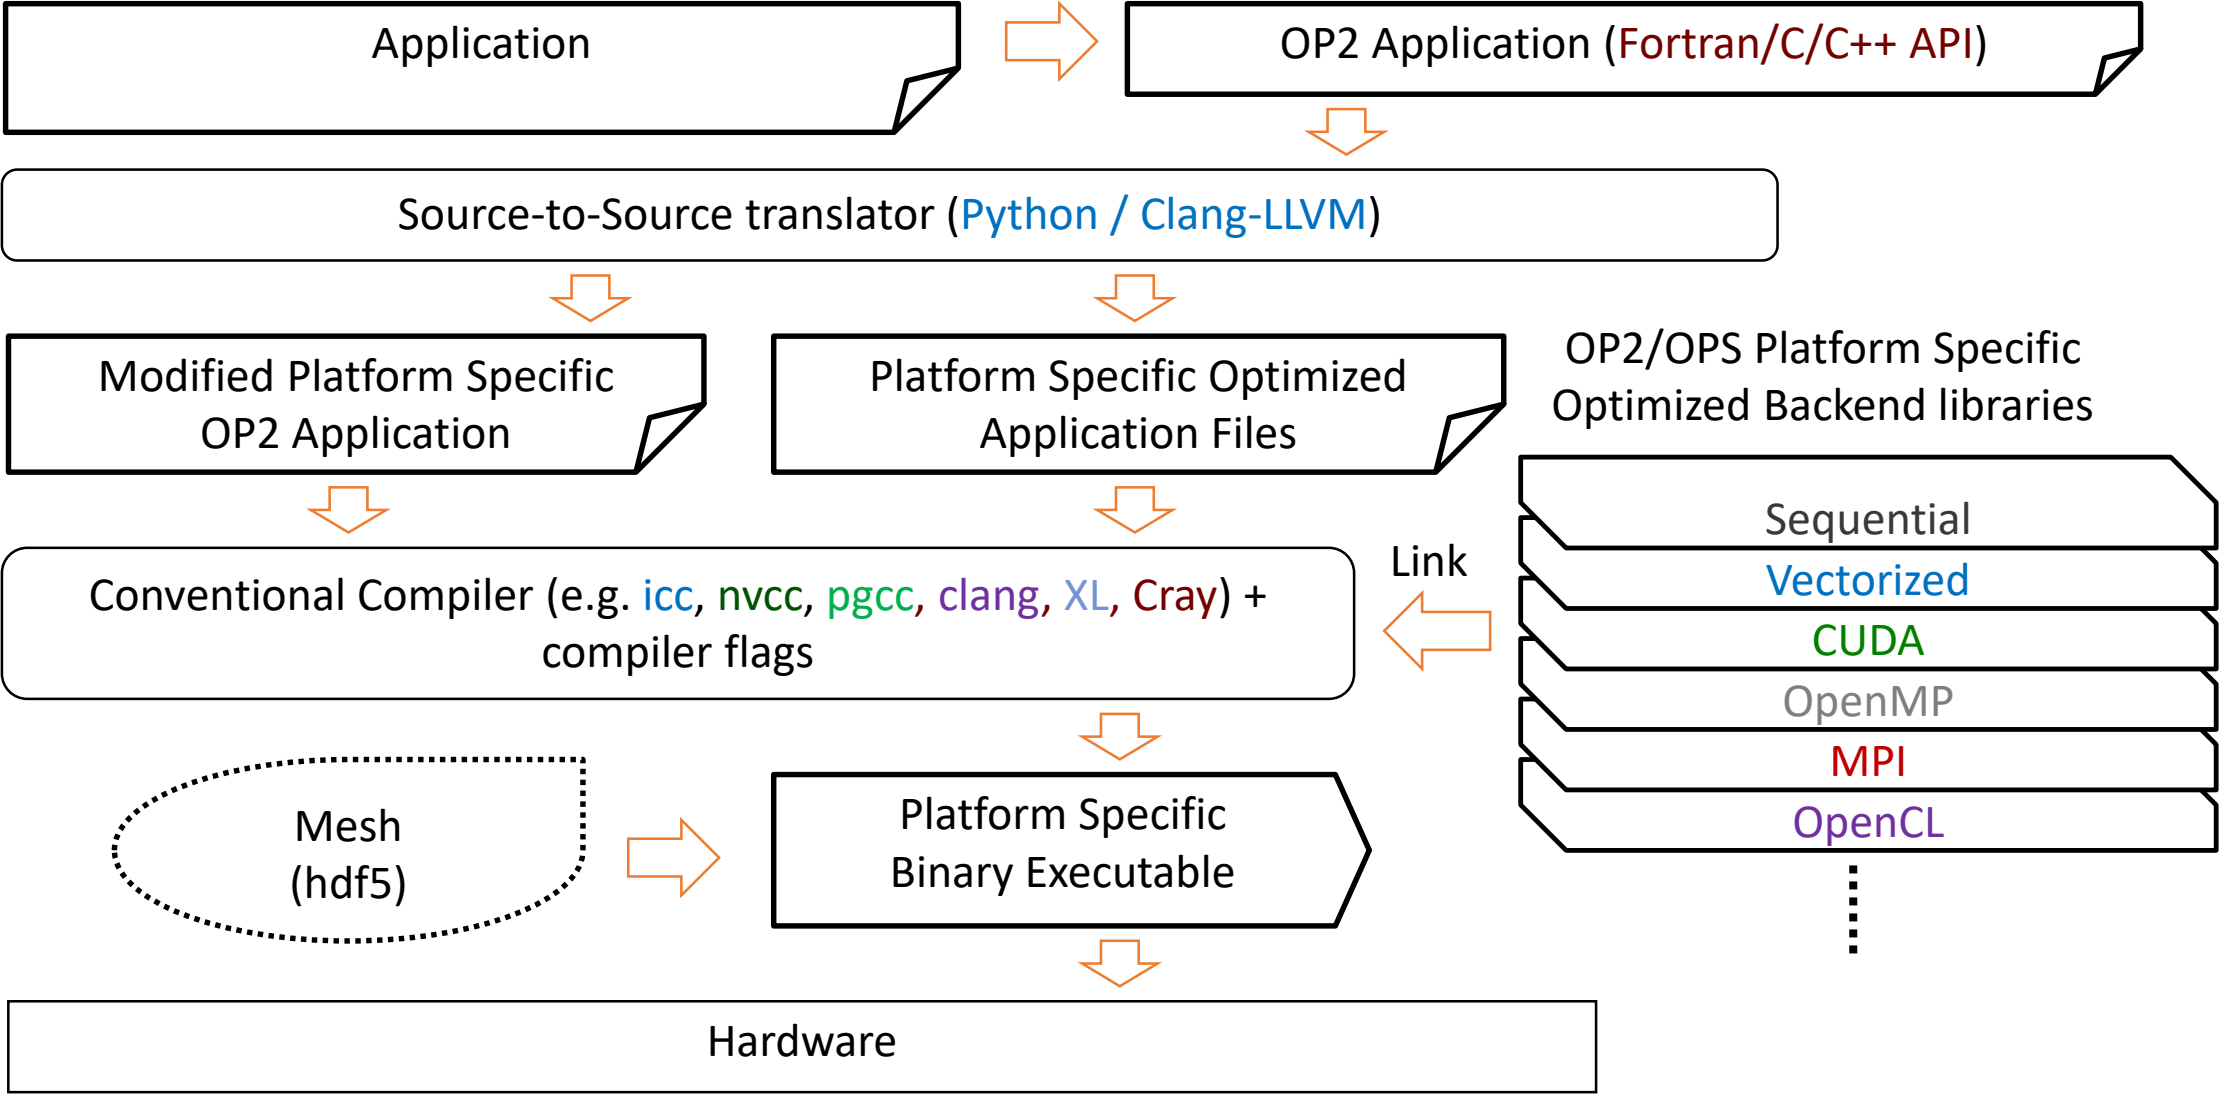 Application
OP2 Application (Fortran/C/C++ API)
Source-to-Source translator (Python / Clang-LLVM)
Modified Platform Specific
OP2 Application
Platform Specific Optimized
Application Files
OP2/OPS Platform Specific
Optimized Backend libraries
Sequential
Vectorized
CUDA
OpenMP
MPI
OpenCL
Link
Conventional Compiler (e.g. icc, nvcc, pgcc, clang, XL, Cray) +
compiler flags
Mesh
(hdf5)
Platform Specific
Binary Executable
Hardware